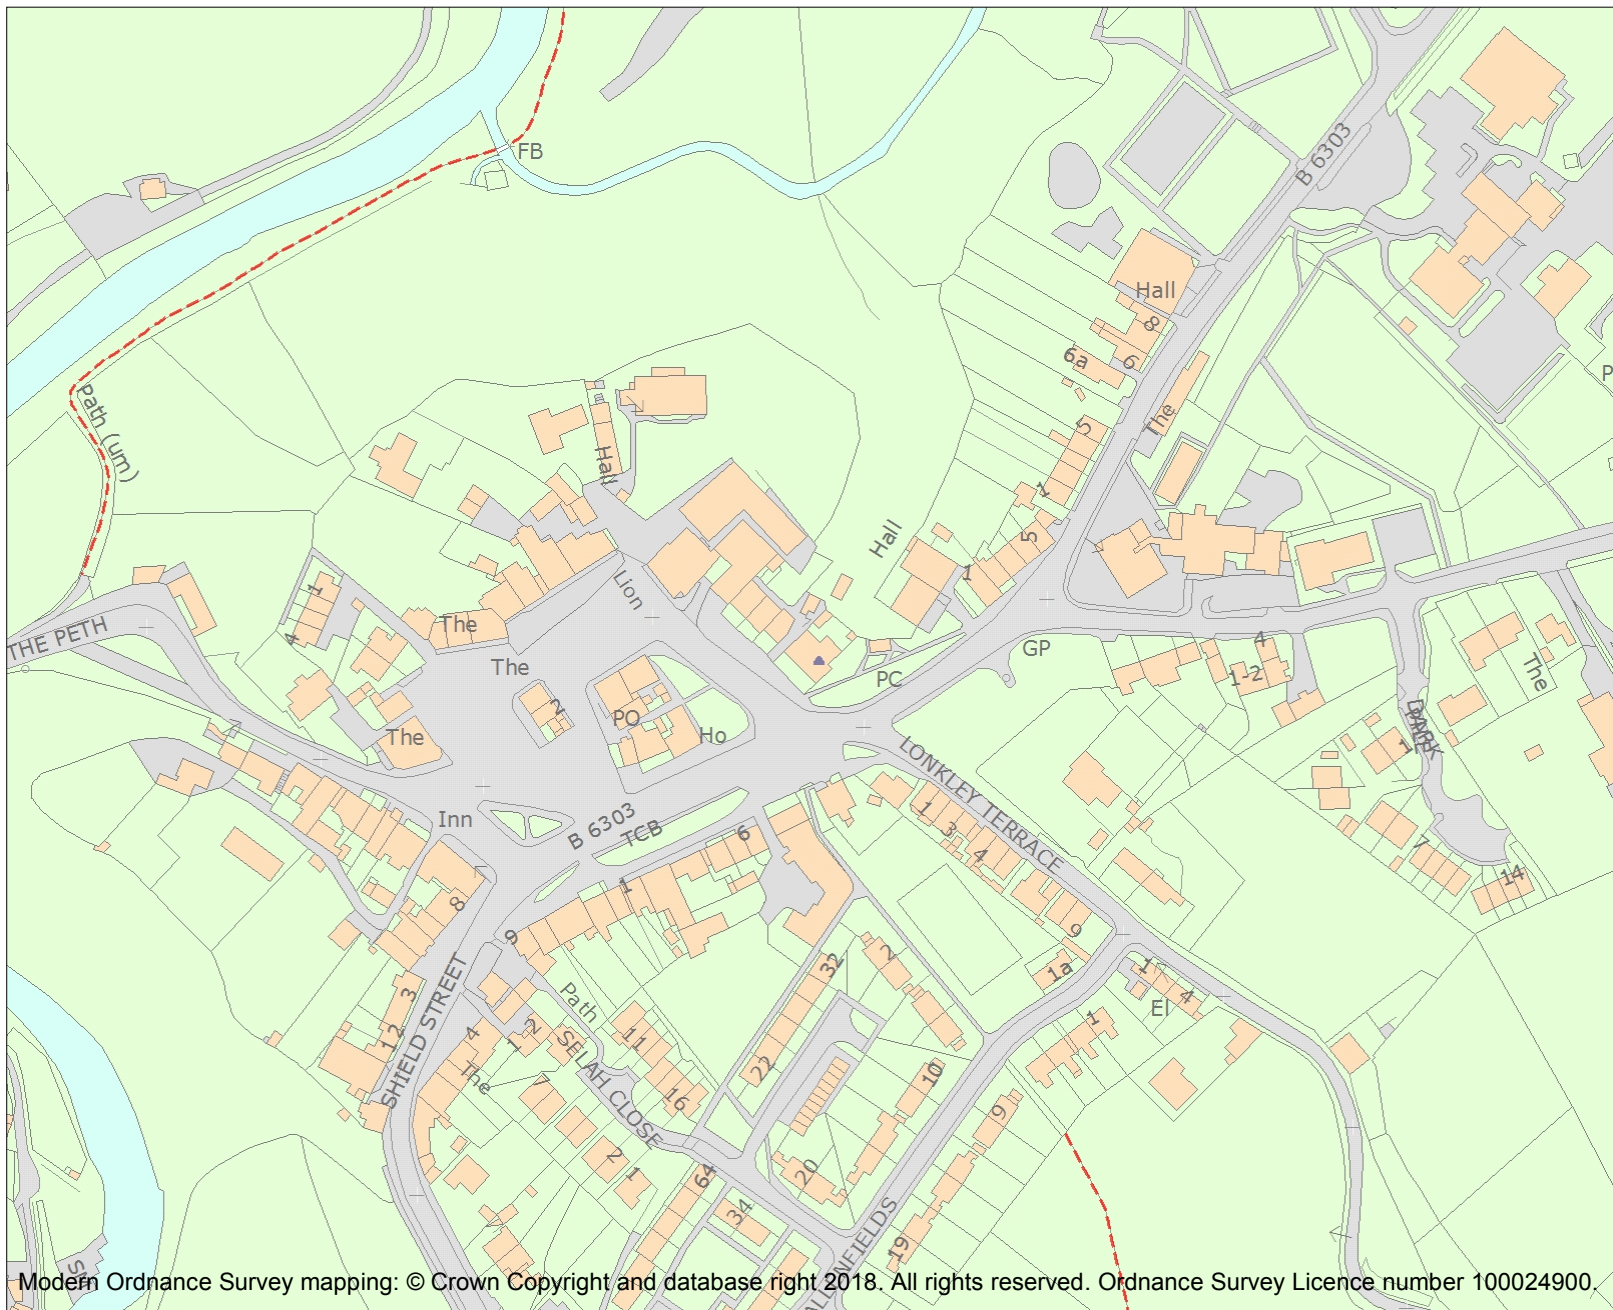 FB
B 6303
Hall
8
6
6a
Path (um)
5
The
1
Hall
7
Hall
5
1
Lion
1
4
THE PETH
The
The
2
PO
Ho
The
PC
GP
4
1-2
The
DARK
1
7
14
Inn
B 6303
TCB
6
1
8
9
LONKLEY TERRACE
1
3
4
9
1a
1
4
El
1
2
32
22
10
9
19
20
SHIELD STREET
3
12
4
The
1
2
Path
11
16
SELAH CLOSE
7
2
1
64
34
Modern Ordnance Survey mapping: © Crown Copyright and database right 2018. All rights reserved. Ordnance Survey Licence number 100024900.